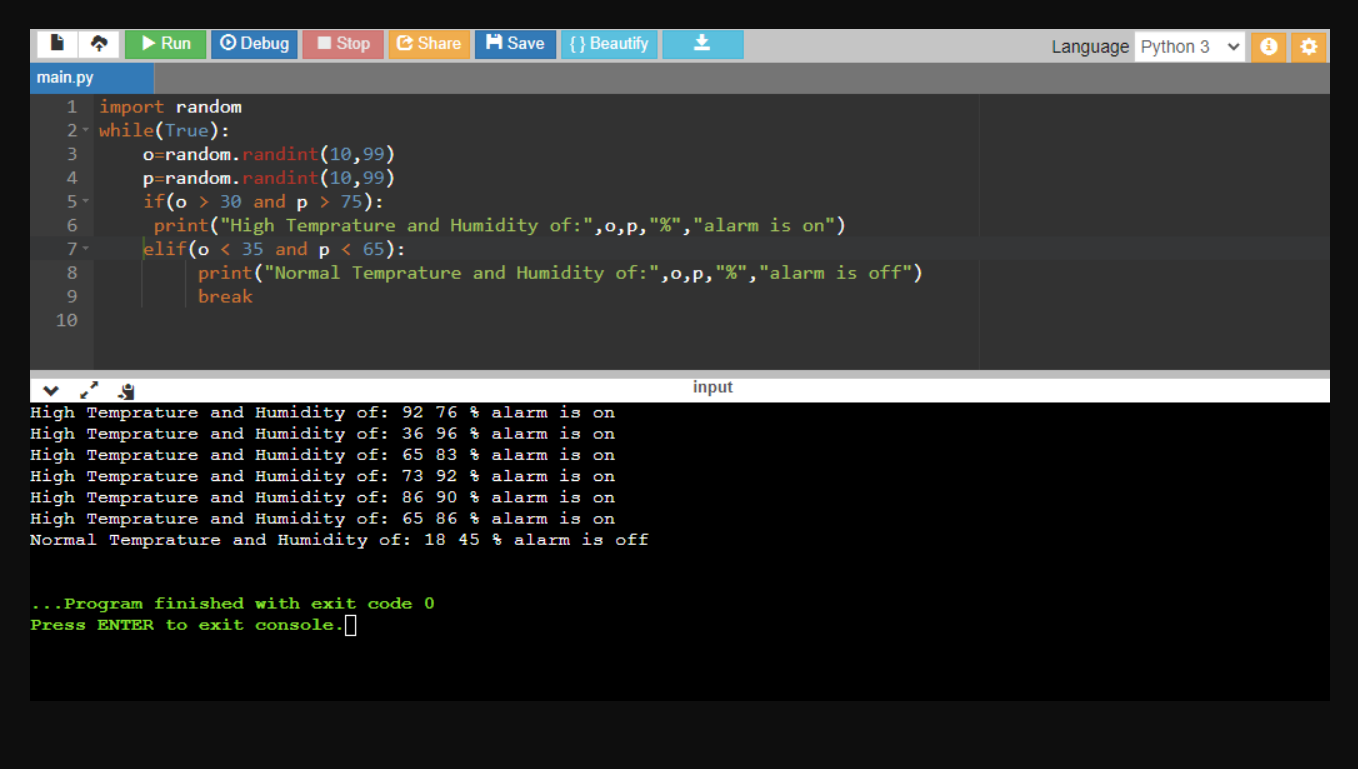 Run Debug Stop Share Save { } Beautify Language Python 3
main.py
1 import random
2 while(True):
3     o=random.randint(10,99)
4     p=random.randint(10,99)
5     if(o > 30 and p > 75):
6      print("High Temprature and Humidity of:",o,p,"%","alarm is on")
7     elif(o < 35 and p < 65):
8          print("Normal Temprature and Humidity of:",o,p,"%","alarm is off")
9          break
10
input
High Temprature and Humidity of: 92 76 % alarm is on
High Temprature and Humidity of: 36 96 % alarm is on
High Temprature and Humidity of: 65 83 % alarm is on
High Temprature and Humidity of: 73 92 % alarm is on
High Temprature and Humidity of: 86 90 % alarm is on
High Temprature and Humidity of: 65 86 % alarm is on
Normal Temprature and Humidity of: 18 45 % alarm is off
...Program finished with exit code 0
Press ENTER to exit console.